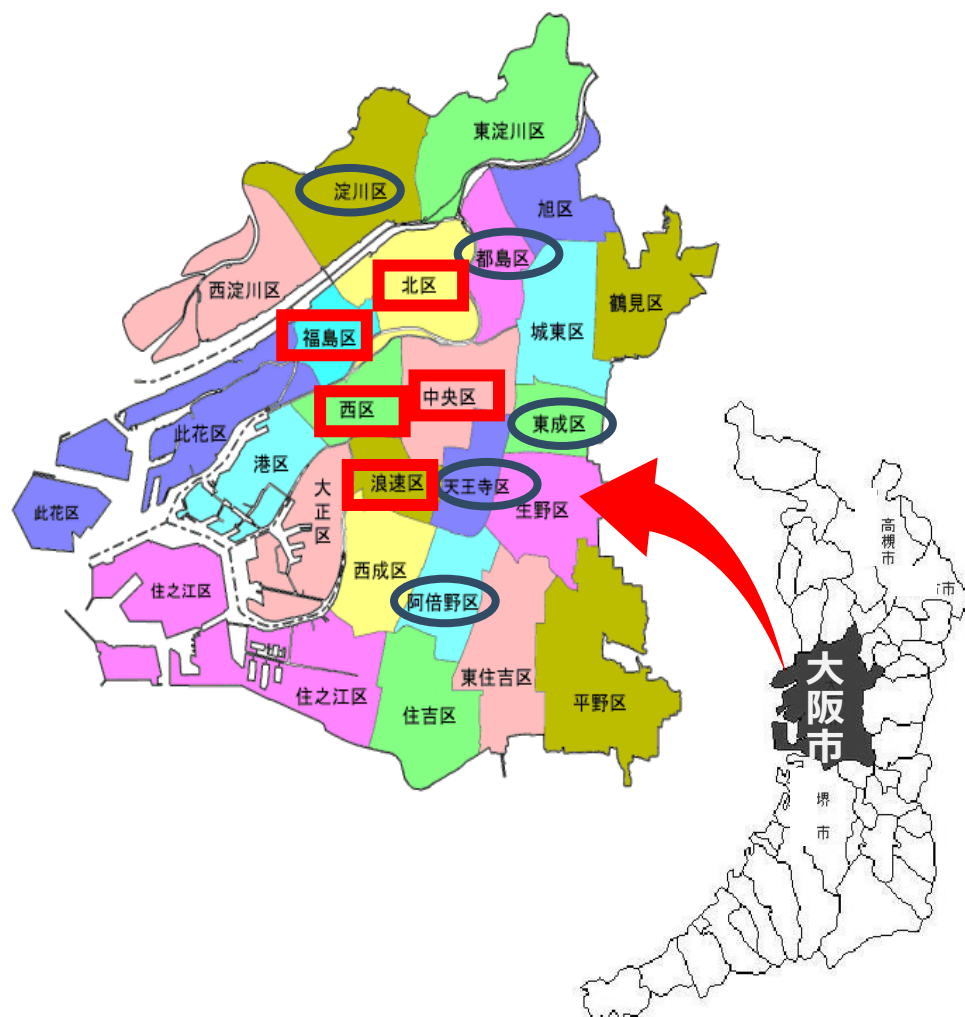 東淀川区
淀川区
旭区
都島区
北区
西淀川区
鶴見区
福島区
城東区
中央区
西区
東成区
此花区
港区
浪速区
天王寺区
大正区
生野区
此花区
西成区
住之江区
阿倍野区
東住吉区
住之江区
住吉区
平野区
高槻市
市
大阪市
堺市